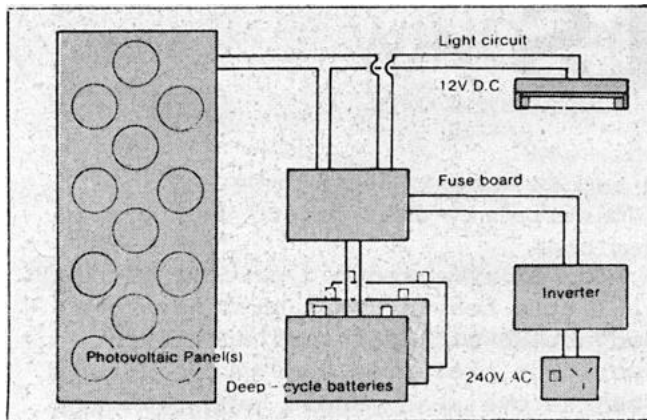 Light circuit
12V D.C
Fuse board
Inverter
Photovoltaic Panel(s)
Deep - cycle batteries
240V AC